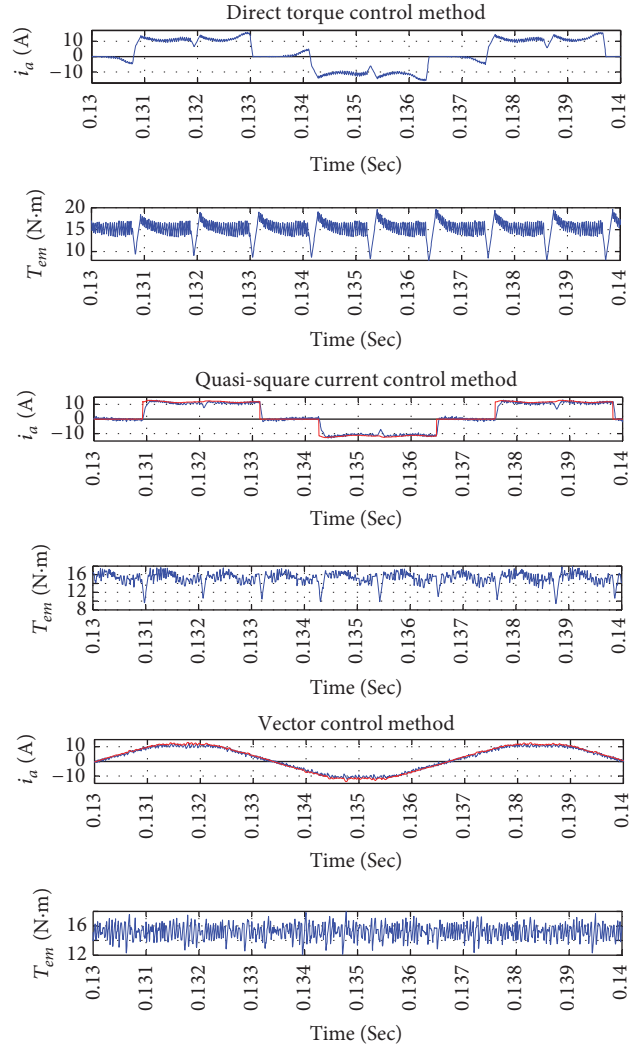 Direct torque control method
i_a (A)
10
0
−10
0.13 0.131 0.132 0.133 0.134 0.135 0.136 0.137 0.138 0.139 0.14
Time (Sec)
T_em (N·m)
20
15
10
0.13 0.131 0.132 0.133 0.134 0.135 0.136 0.137 0.138 0.139 0.14
Time (Sec)
Quasi-square current control method
i_a (A)
10
0
−10
0.13 0.131 0.132 0.133 0.134 0.135 0.136 0.137 0.138 0.139 0.14
Time (Sec)
T_em (N·m)
16
12
8
0.13 0.131 0.132 0.133 0.134 0.135 0.136 0.137 0.138 0.139 0.14
Time (Sec)
Vector control method
i_a (A)
10
0
−10
0.13 0.131 0.132 0.133 0.134 0.135 0.136 0.137 0.138 0.139 0.14
Time (Sec)
T_em (N·m)
16
12
0.13 0.131 0.132 0.133 0.134 0.135 0.136 0.137 0.138 0.139 0.14
Time (Sec)